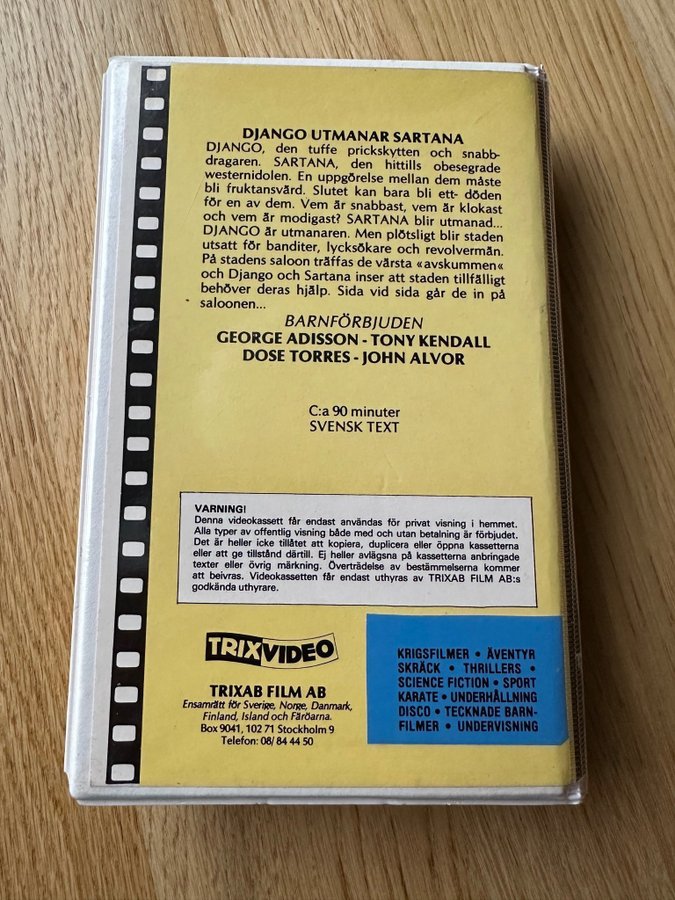 DJANGO UTMANAR SARTANA
DJANGO, den tuffe prickskytten och snabb-
dragaren. SARTANA, den hittills obesegrade
westernidolen. En uppgörelse mellan dem måste
bli fruktansvärd. Slutet kan bara bli ett- döden
för en av dem. Vem är snabbast, vem är klokast
och vem är modigast? SARTANA blir utmanad...
DJANGO är utmanaren. Men plötsligt blir staden
utsatt för banditer, lycksökare och revolvermän.
På stadens saloon träffas de värsta «avskummen«
och Django och Sartana inser att staden tillfälligt
behöver deras hjälp. Sida vid sida går de in på
saloonen...
BARNFÖRBJUDEN
GEORGE ADISSON - TONY KENDALL
DOSE TORRES - JOHN ALVOR
C:a 90 minuter
SVENSK TEXT
VARNING!
Denna videokassett får endast användas för privat visning i hemmet.
Alla typer av offentlig visning både med och utan betalning är förbjudet.
Det är heller icke tillåtet att kopiera, duplicera eller öppna kassetterna
eller att ge tillstånd därtill. Ej heller avlägsna på kassetterna anbringade
texter eller övrig märkning. Överträdelse av bestämmelserna kommer
att beivras. Videokassetten får endast uthyras av TRIXAB FILM AB:s
godkända uthyrare.
TRIXVIDEO
TRIXAB FILM AB
Ensamrätt för Sverige, Norge, Danmark,
Finland, Island och Färöarna.
Box 9041, 102 71 Stockholm 9
Telefon: 08/ 84 44 50
KRIGSFILMER • ÄVENTYR
SKRÄCK • THRILLERS •
SCIENCE FICTION • SPORT
KARATE • UNDERHÅLLNING
DISCO • TECKNADE BARN-
FILMER • UNDERVISNING